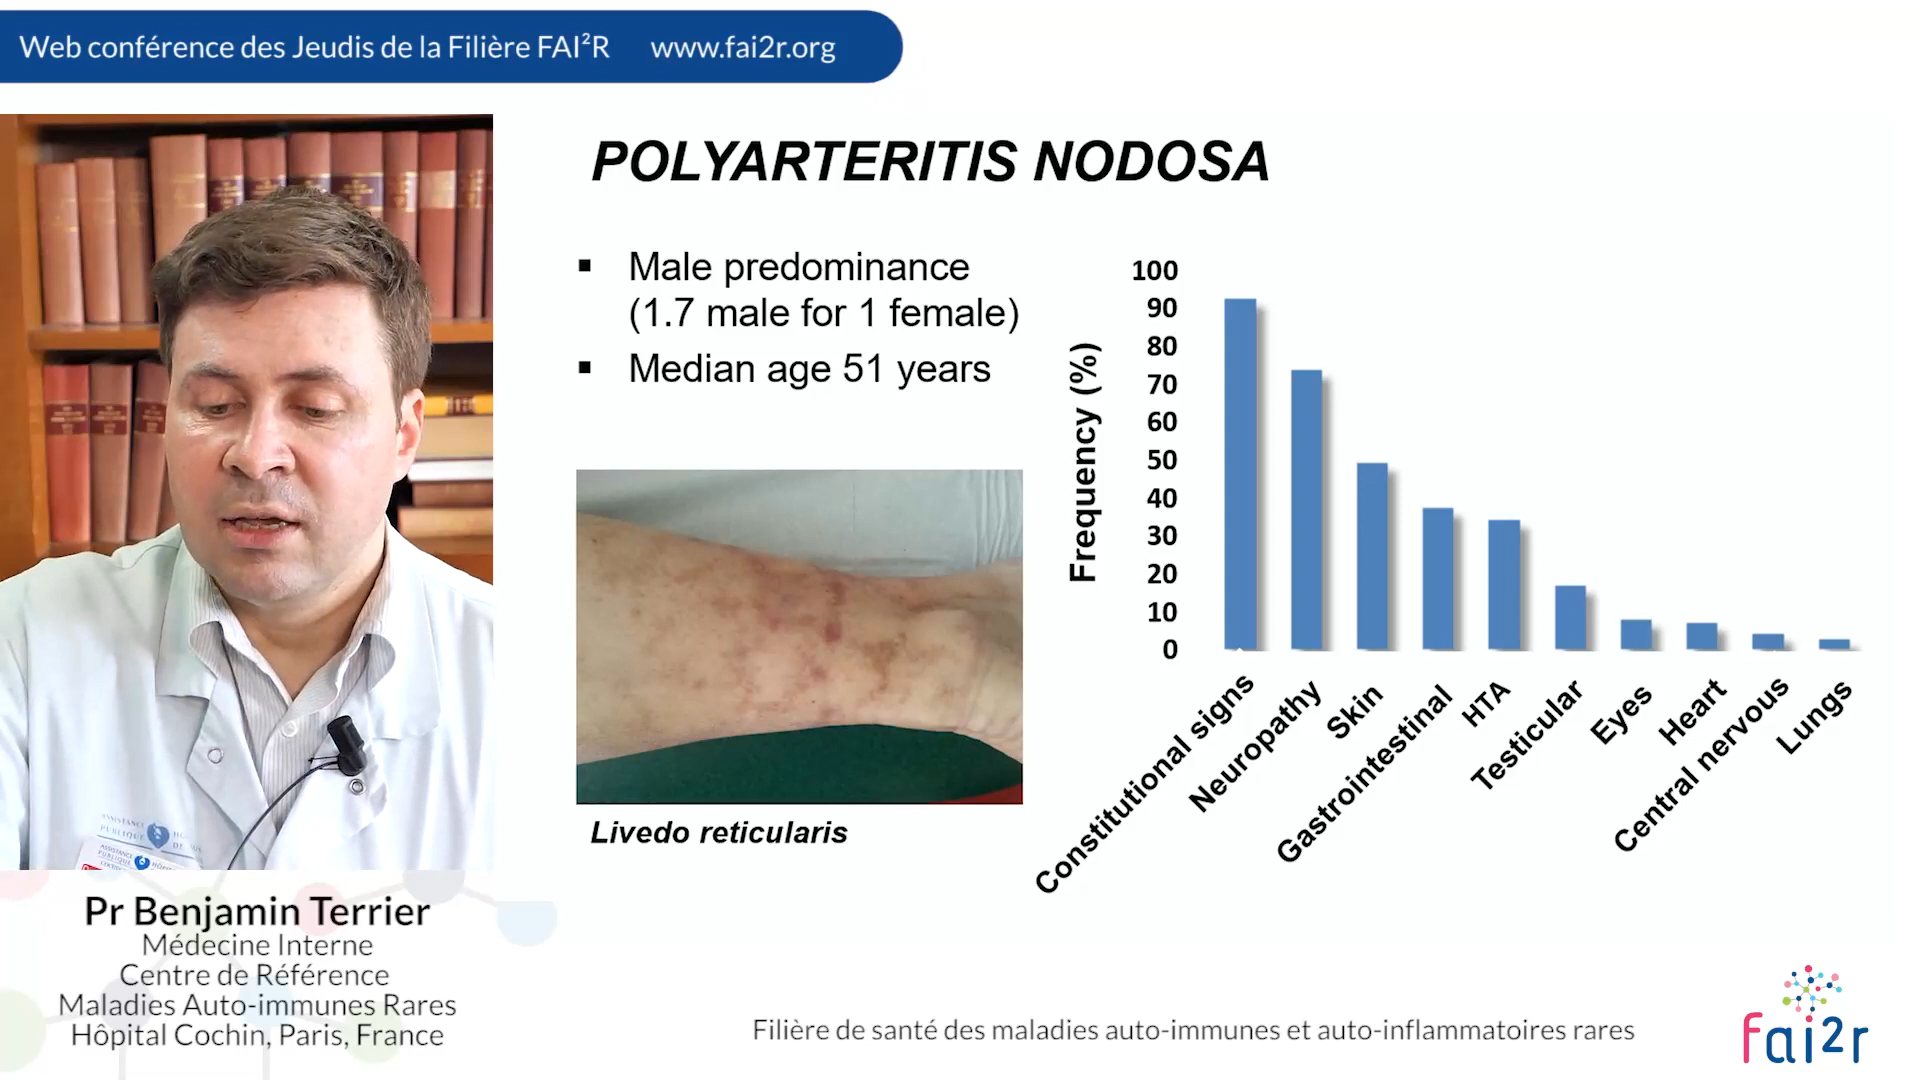 Web conférence des Jeudis de la Filière FAI²R www.fai2r.org
POLYARTERITIS NODOSA
▪ Male predominance
(1.7 male for 1 female)
▪ Median age 51 years
Livedo reticularis
Frequency (%)
100
90
80
70
60
50
40
30
20
10
0
Constitutional signs
Neuropathy
Skin
Gastrointestinal
HTA
Testicular
Eyes
Heart
Central nervous
Lungs
ASSISTANCE
PUBLIQUE
ASSISTANCE
PUBLIQUE
Pr Benjamin Terrier
Médecine Interne
Centre de Référence
Maladies Auto-immunes Rares
Hôpital Cochin, Paris, France
Filière de santé des maladies auto-immunes et auto-inflammatoires rares
fai2r